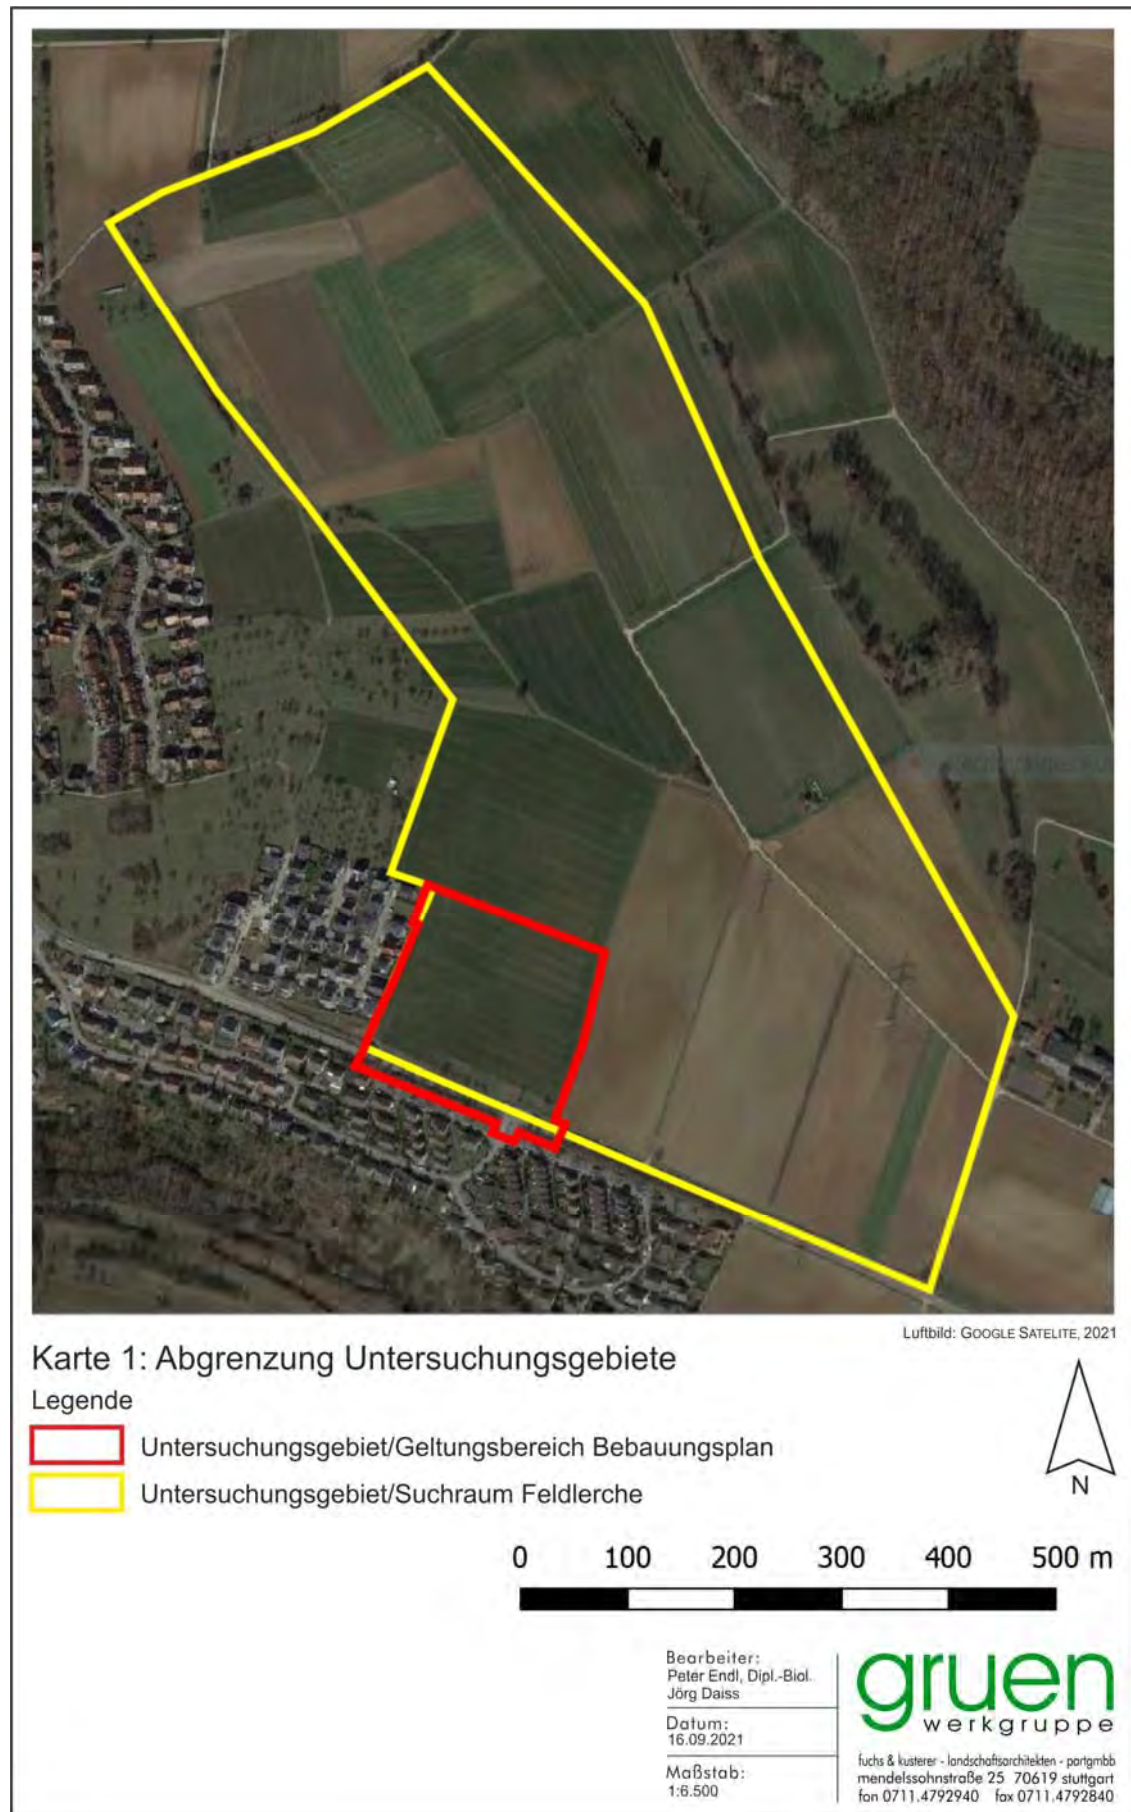 Luftbild: GOOGLE SATELITE, 2021
Karte 1: Abgrenzung Untersuchungsgebiete
Legende
Untersuchungsgebiet/Geltungsbereich Bebauungsplan
Untersuchungsgebiet/Suchraum Feldlerche
N
0 100 200 300 400 500 m
Bearbeiter:
Peter Endl, Dipl.-Biol.
Jörg Daiss
Datum:
16.09.2021
Maßstab:
1:6.500
gruen
werkgruppe
fuchs & kusterer - landschaftsarchitekten - partgmbb
mendelssohnstraße 25 70619 stuttgart
fon 0711.4792940 fax 0711.4792840